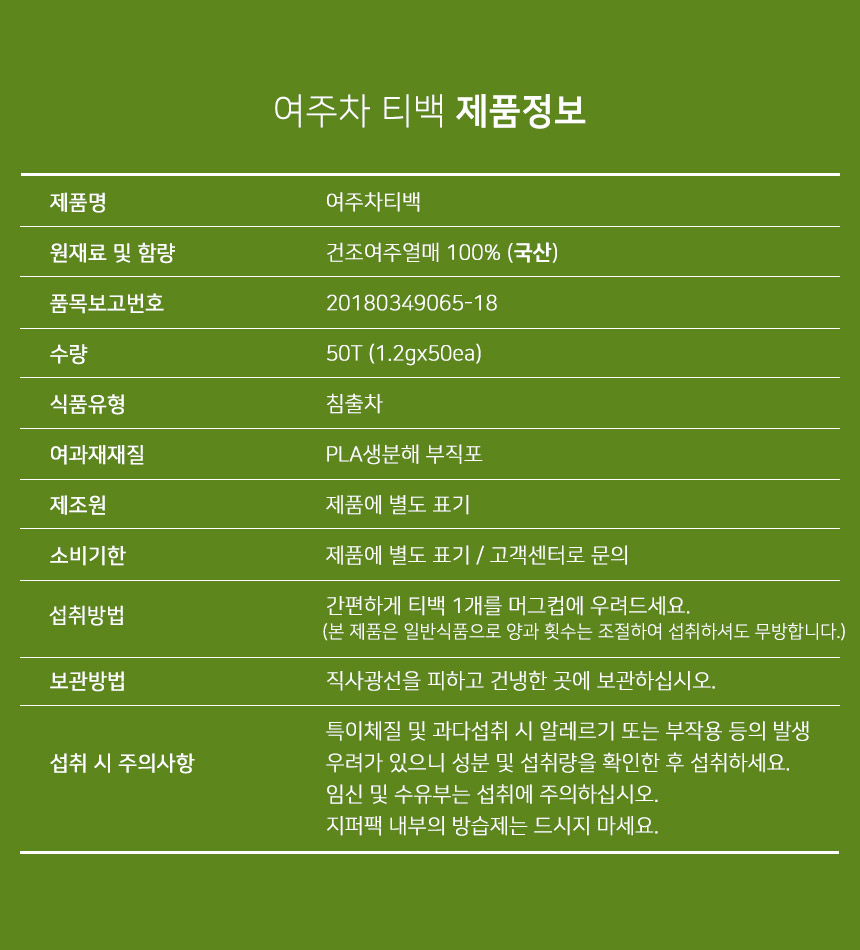 여주차 티백 제품정보
제품명 여주차티백
원재료 및 함량 건조여주열매 100% (국산)
품목보고번호 20180349065-18
수량 50T (1.2gx50ea)
식품유형 침출차
여과재재질 PLA생분해 부직포
제조원 제품에 별도 표기
소비기한 제품에 별도 표기 / 고객센터로 문의
섭취방법 간편하게 티백 1개를 머그컵에 우려드세요.
(본 제품은 일반식품으로 양과 횟수는 조절하여 섭취하셔도 무방합니다.)
보관방법 직사광선을 피하고 건냉한 곳에 보관하십시오.
섭취 시 주의사항 특이체질 및 과다섭취 시 알레르기 또는 부작용 등의 발생
우려가 있으니 성분 및 섭취량을 확인한 후 섭취하세요.
임신 및 수유부는 섭취에 주의하십시오.
지퍼팩 내부의 방습제는 드시지 마세요.